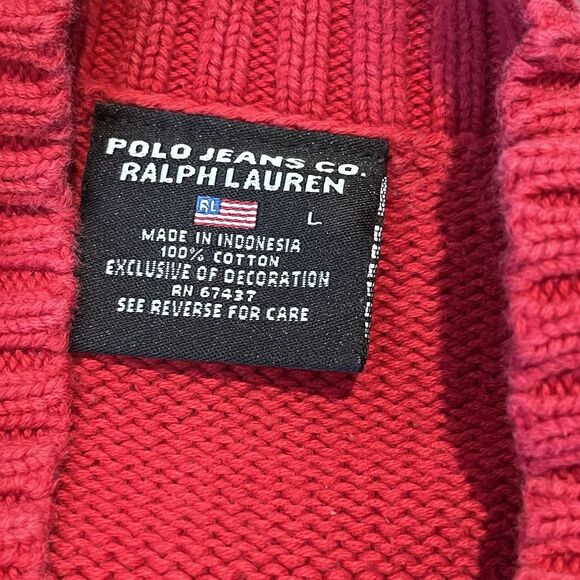 POLO JEANS CO.
RALPH LAUREN
RL L
MADE IN INDONESIA
100% COTTON
EXCLUSIVE OF DECORATION
RN 67437
SEE REVERSE FOR CARE